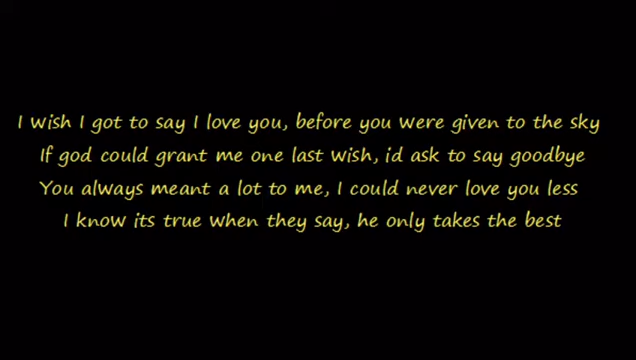 I wish I got to say I love you, before you were given to the sky
If god could grant me one last wish, id ask to say goodbye
You always meant a lot to me, I could never love you less
I know its true when they say, he only takes the best